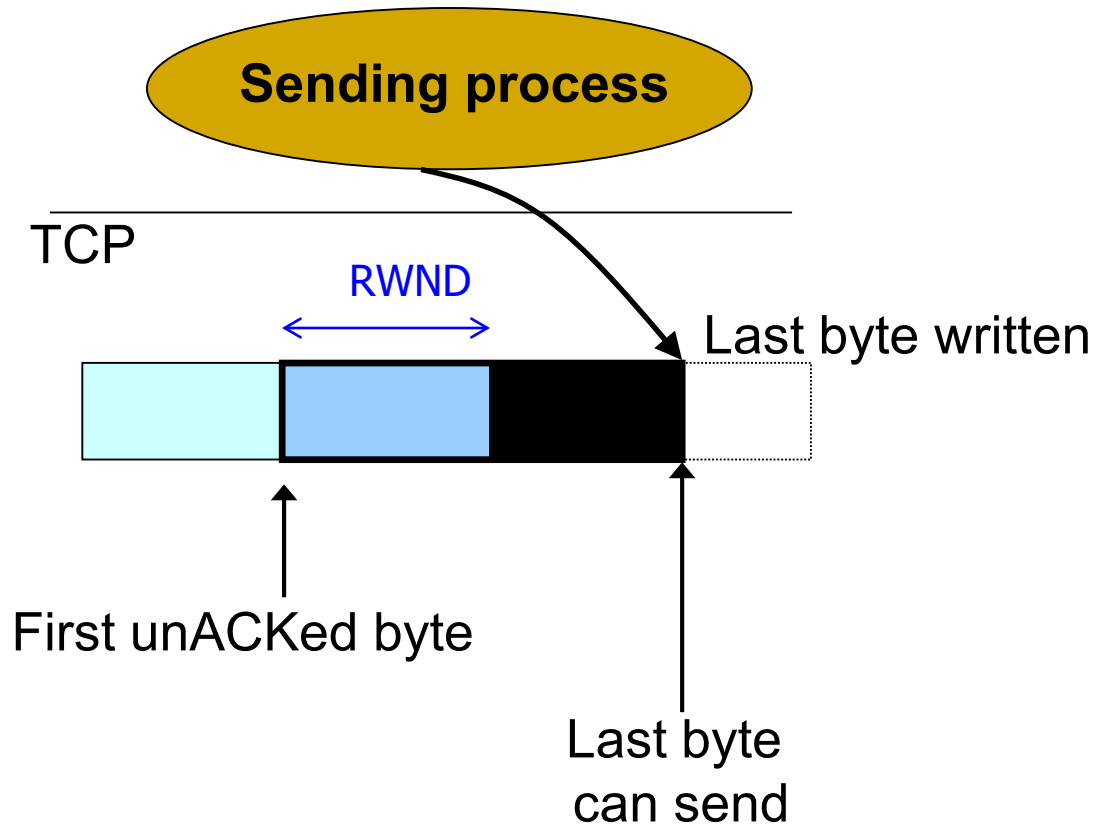 Sending process
TCP
RWND
Last byte written
First unACKed byte
Last byte
can send